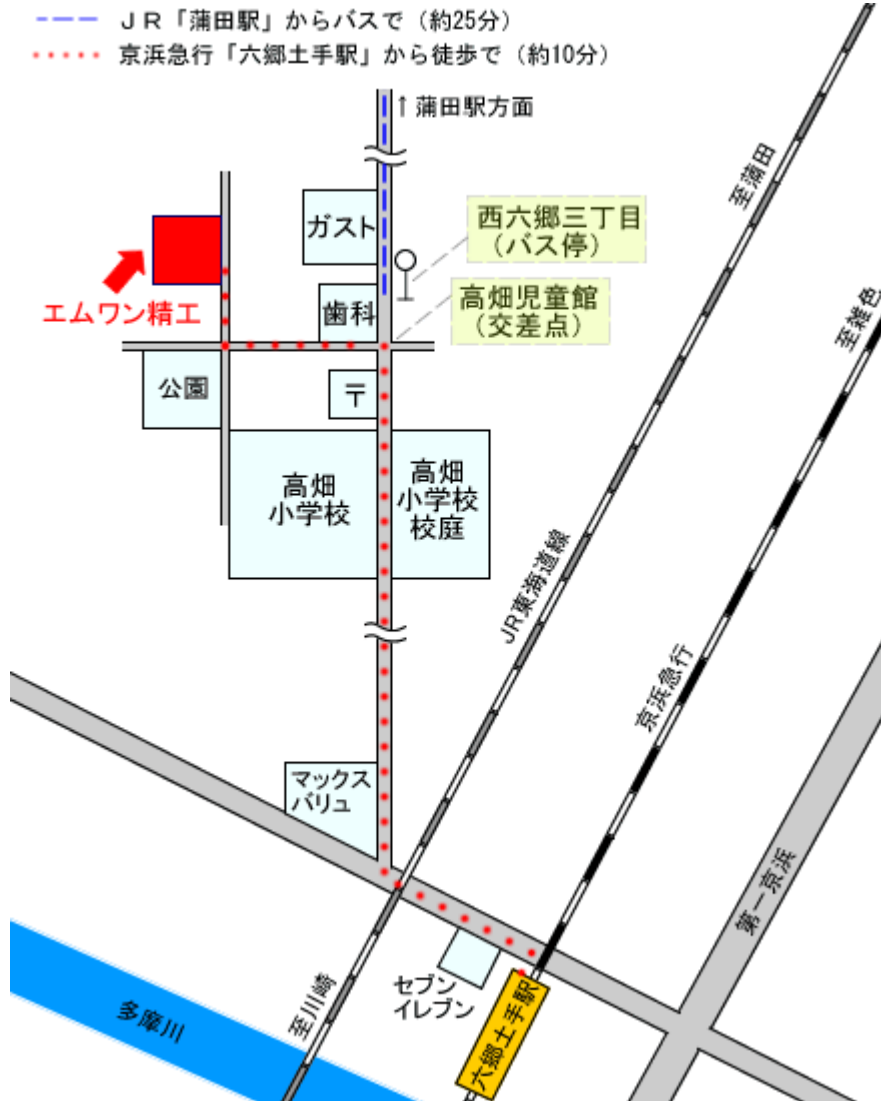 JR「蒲田駅」からバスで（約25分）
京浜急行「六郷土手駅」から徒歩で（約10分）
↑蒲田駅方面
至蒲田
ガスト
西六郷三丁目
（バス停）
エムワン精工
歯科
高畑児童館
（交差点）
至雑色
公園
〒
高畑
小学校
高畑
小学校
校庭
JR東海道線
京浜急行
マックス
バリュ
第一京浜
セブン
イレブン
至川崎
多摩川
六郷土手駅